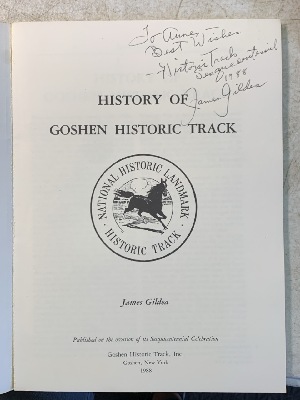 To Anne
Best Wishes
- Historic Track
Sesquicentennial
1988
James Gildea
HISTORY OF
GOSHEN HISTORIC TRACK
· NATIONAL HISTORIC LANDMARK ·
HISTORIC TRACK
James Gildea
Published on the occasion of its Sesquicentennial Celebration
Goshen Historic Track, Inc
Goshen, New York
1988